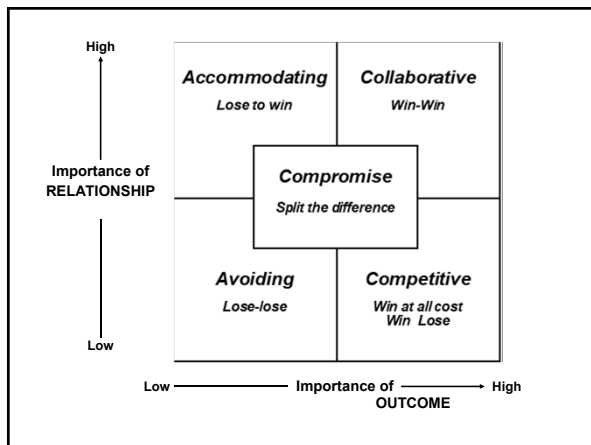 High
Accommodating
Lose to win
Collaborative
Win-Win
Importance of
RELATIONSHIP
Compromise
Split the difference
Avoiding
Lose-lose
Competitive
Win at all cost
Win Lose
Low
Low
Importance of
OUTCOME
High